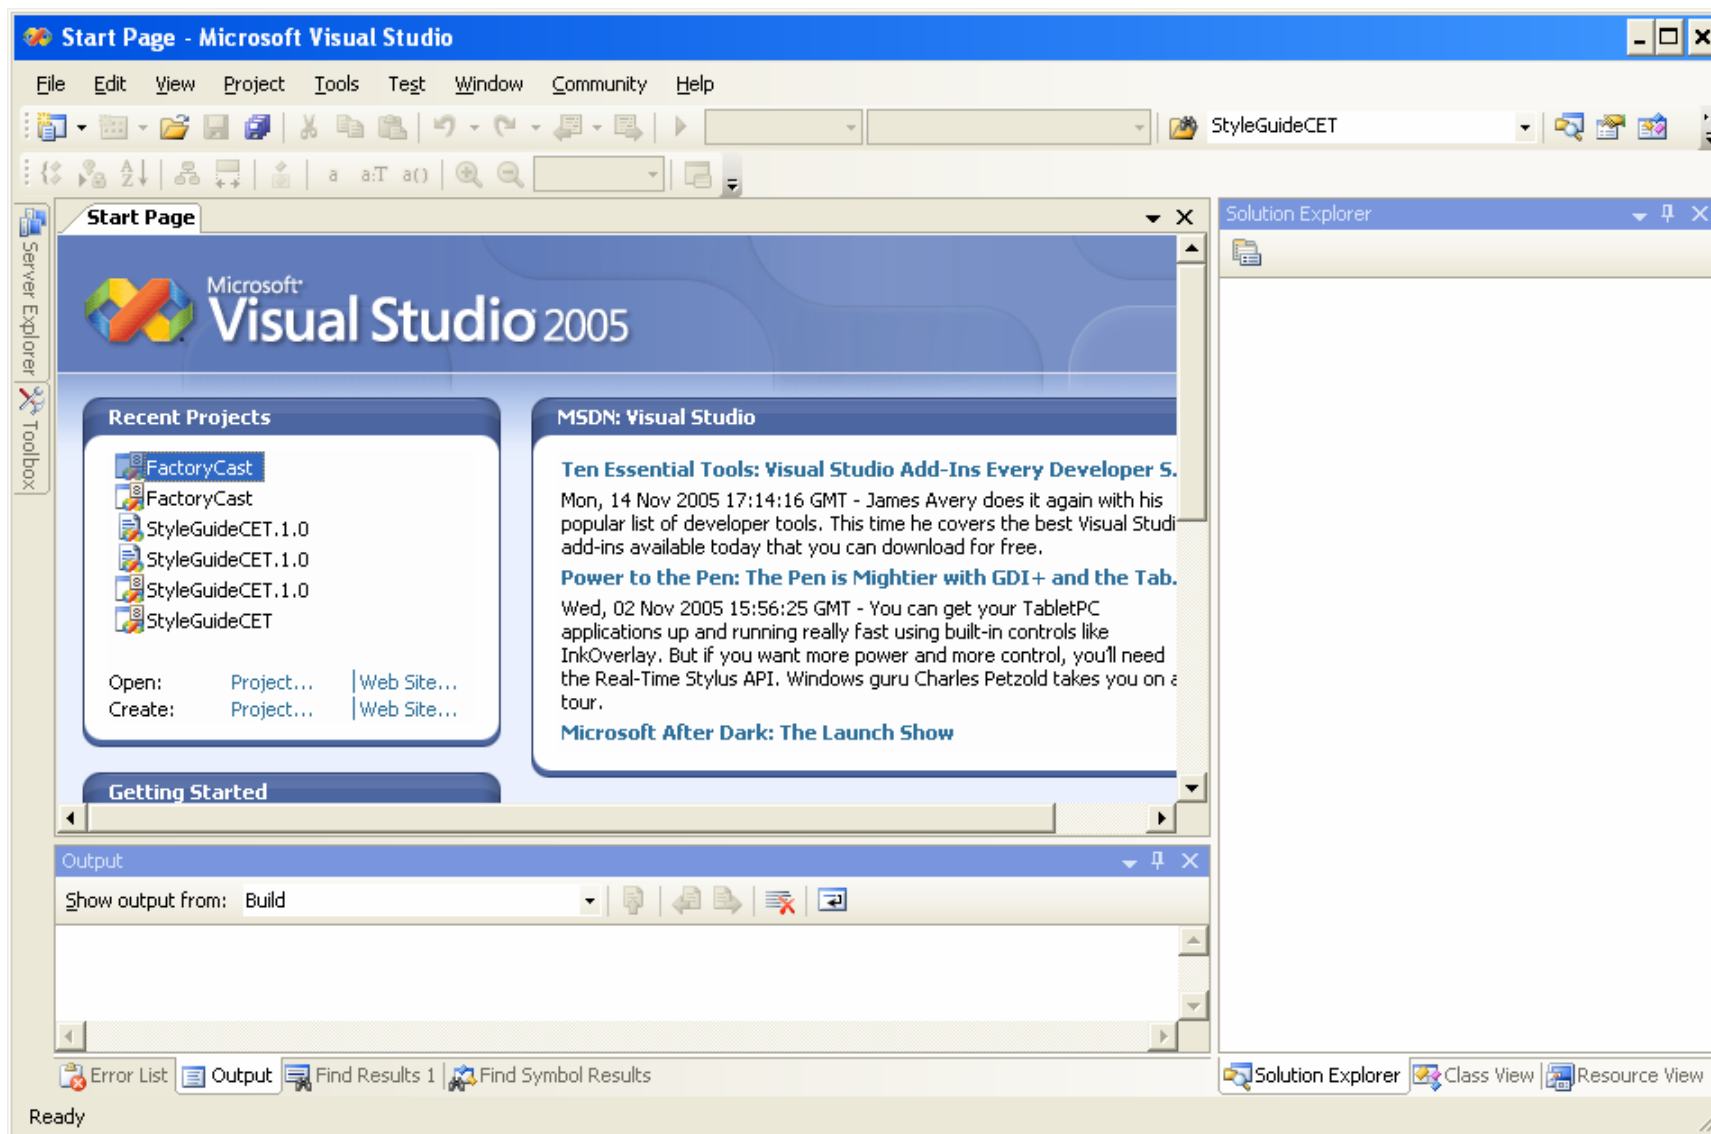 Start Page - Microsoft Visual Studio
File Edit View Project Tools Test Window Community Help
StyleGuideCET
a a:T a()
Server Explorer
Toolbox
Start Page
Microsoft
Visual Studio 2005
Recent Projects
FactoryCast
FactoryCast
StyleGuideCET.1.0
StyleGuideCET.1.0
StyleGuideCET.1.0
StyleGuideCET
Open: Project... Web Site...
Create: Project... Web Site...
Getting Started
MSDN: Visual Studio
Ten Essential Tools: Visual Studio Add-Ins Every Developer S.
Mon, 14 Nov 2005 17:14:16 GMT - James Avery does it again with his
popular list of developer tools. This time he covers the best Visual Studi
add-ins available today that you can download for free.
Power to the Pen: The Pen is Mightier with GDI+ and the Tab.
Wed, 02 Nov 2005 15:56:25 GMT - You can get your TabletPC
applications up and running really fast using built-in controls like
InkOverlay. But if you want more power and more control, you'll need
the Real-Time Stylus API. Windows guru Charles Petzold takes you on a
tour.
Microsoft After Dark: The Launch Show
Solution Explorer
Output
Show output from: Build
Error List Output Find Results 1 Find Symbol Results
Solution Explorer Class View Resource View
Ready